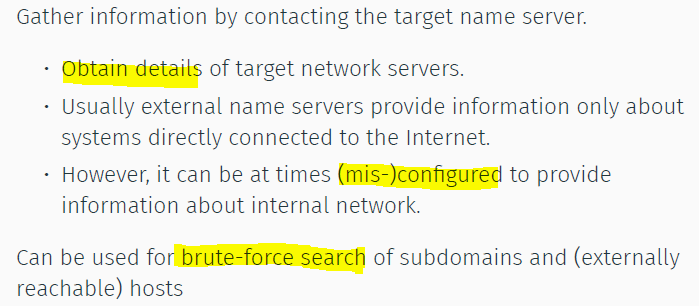 Gather information by contacting the target name server.
· Obtain details of target network servers.
· Usually external name servers provide information only about
systems directly connected to the Internet.
· However, it can be at times (mis-)configured to provide
information about internal network.
Can be used for brute-force search of subdomains and (externally
reachable) hosts